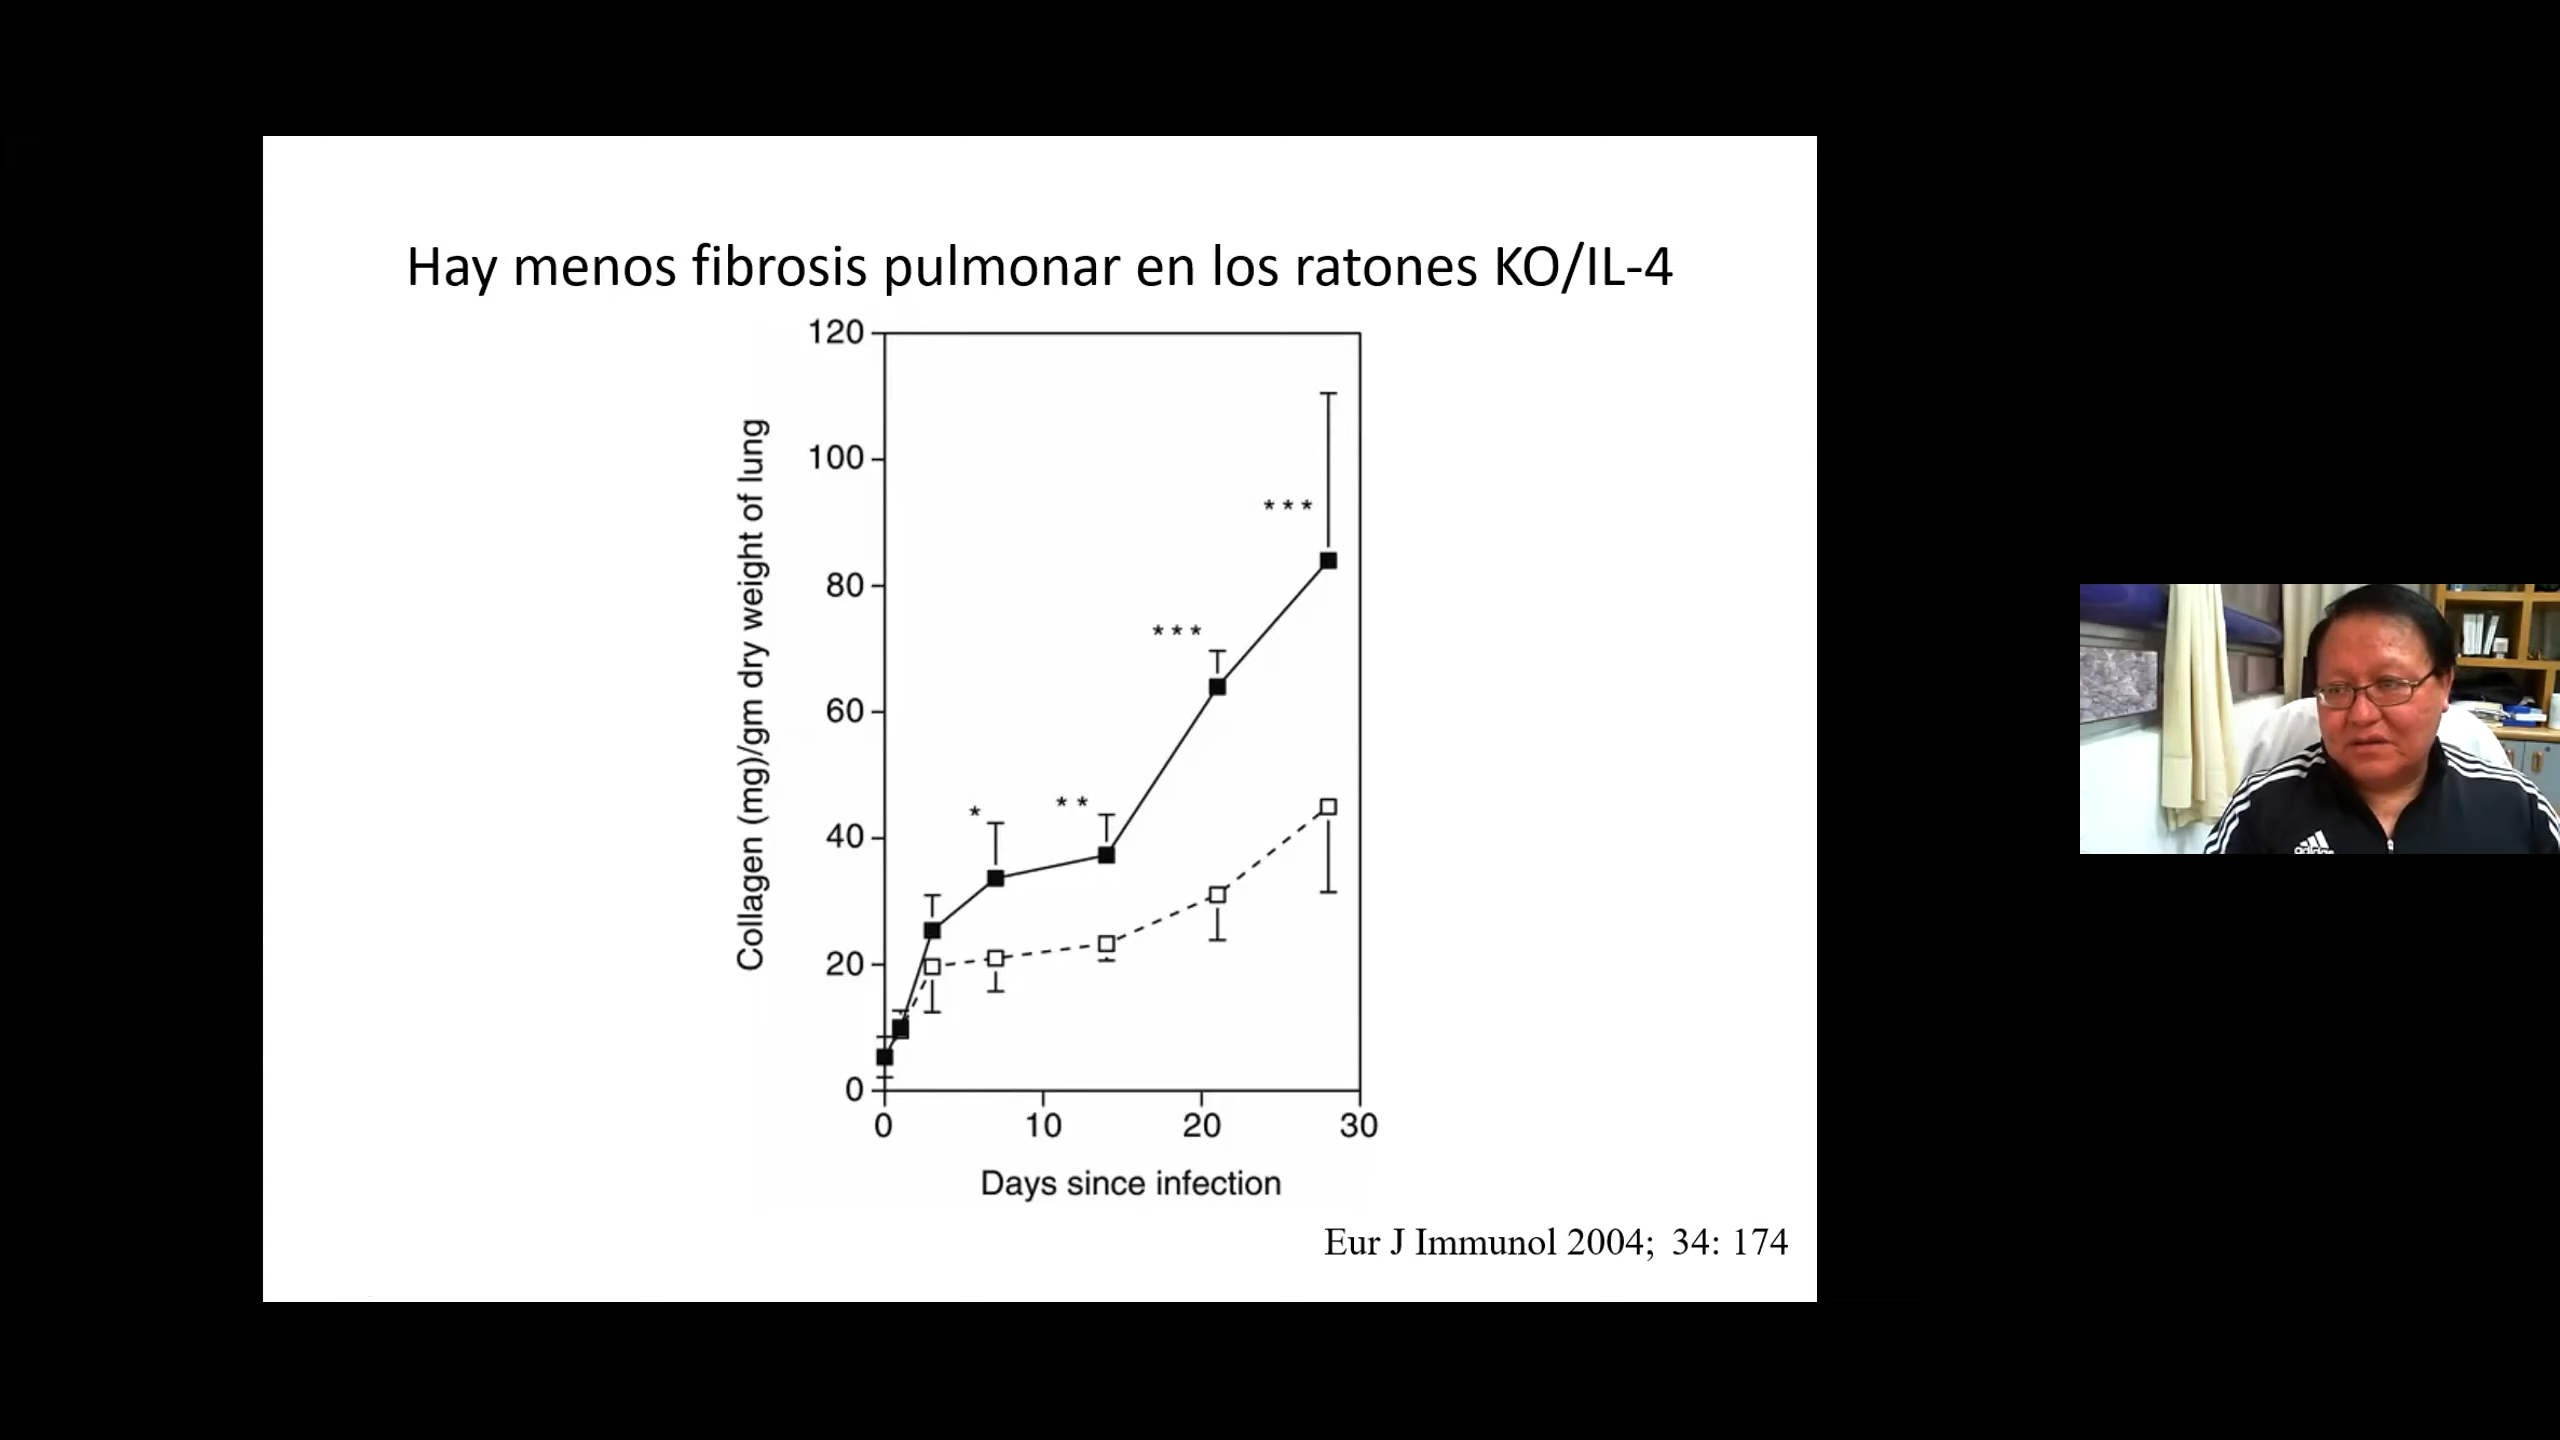 Hay menos fibrosis pulmonar en los ratones KO/IL-4
120
100
80
60
40
20
0
Collagen (mg)/gm dry weight of lung
*
**
***
***
0 10 20 30
Days since infection
Eur J Immunol 2004; 34: 174
adidas